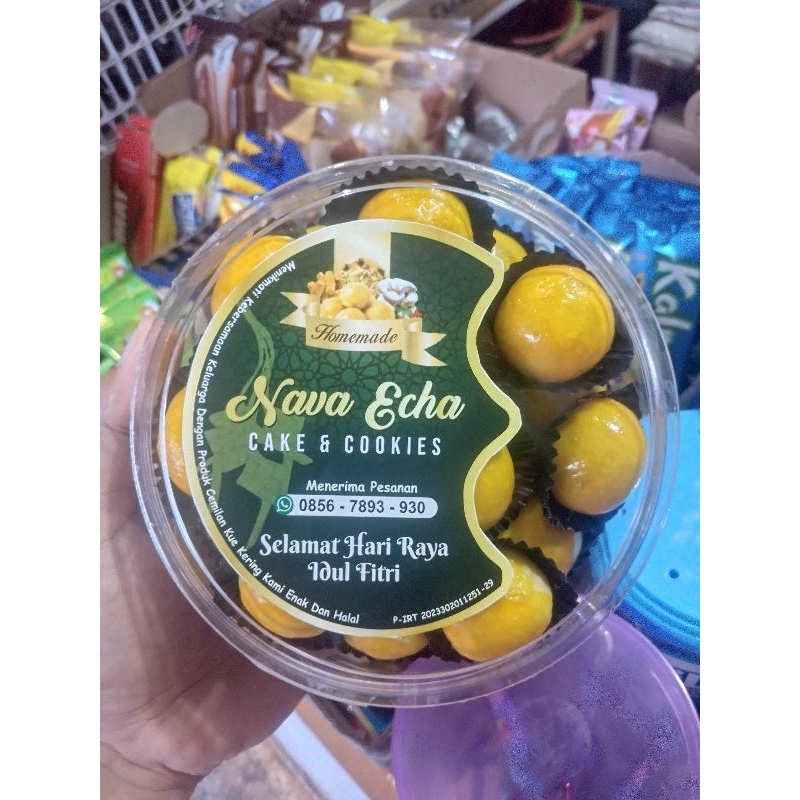 Homemade
Nava Echa
CAKE & COOKIES
Menerima Pesanan
0856 - 7893 - 930
Selamat Hari Raya
Idul Fitri
Menikmati Kebersamaan Keluarga Dengan Produk Cemilan Kue Kering Kami Enak Dan Halal
P-IRT 2023302011251-29